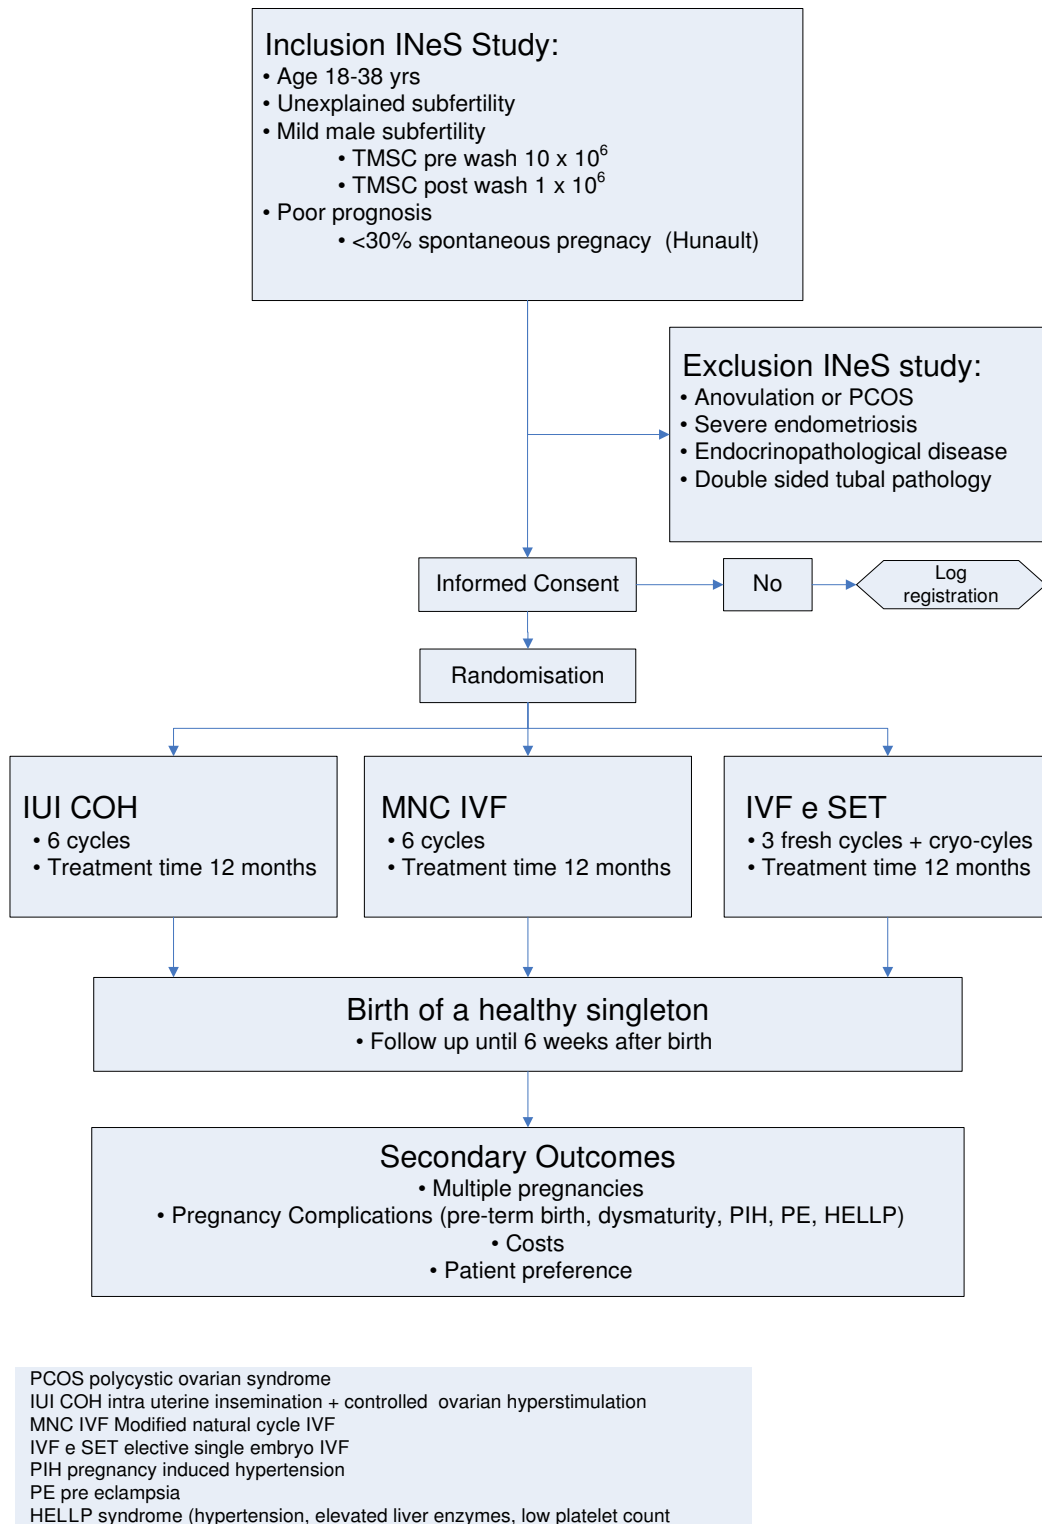 Inclusion INeS Study:
• Age 18-38 yrs
• Unexplained subfertility
• Mild male subfertility
• TMSC pre wash 10 x 10⁶
• TMSC post wash 1 x 10⁶
• Poor prognosis
• <30% spontaneous pregnacy (Hunault)
Exclusion INeS study:
• Anovulation or PCOS
• Severe endometriosis
• Endocrinopathological disease
• Double sided tubal pathology
Informed Consent
No
Log
registration
Randomisation
IUI COH
• 6 cycles
• Treatment time 12 months
MNC IVF
• 6 cycles
• Treatment time 12 months
IVF e SET
• 3 fresh cycles + cryo-cyles
• Treatment time 12 months
Birth of a healthy singleton
• Follow up until 6 weeks after birth
Secondary Outcomes
• Multiple pregnancies
• Pregnancy Complications (pre-term birth, dysmaturity, PIH, PE, HELLP)
• Costs
• Patient preference
PCOS polycystic ovarian syndrome
IUI COH intra uterine insemination + controlled ovarian hyperstimulation
MNC IVF Modified natural cycle IVF
IVF e SET elective single embryo IVF
PIH pregnancy induced hypertension
PE pre eclampsia
HELLP syndrome (hypertension, elevated liver enzymes, low platelet count